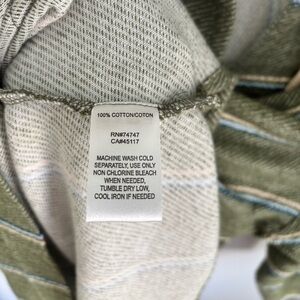 100% COTTON/COTON
RN#74747
CA#45117
MACHINE WASH COLD
SEPARATELY, USE ONLY
NON CHLORINE BLEACH
WHEN NEEDED,
TUMBLE DRY LOW,
COOL IRON IF NEEDED